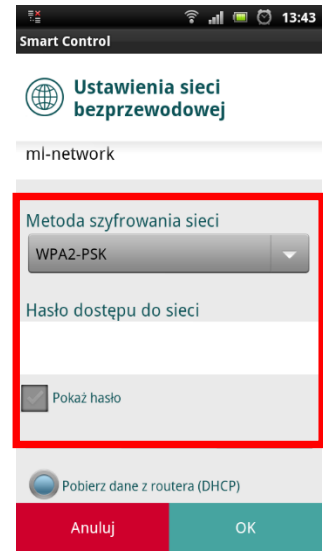 13:43
Smart Control
Ustawienia sieci
bezprzewodowej
ml-network
Metoda szyfrowania sieci
WPA2-PSK
Hasło dostępu do sieci
Pokaż hasło
Pobierz dane z routera (DHCP)
Anuluj
OK